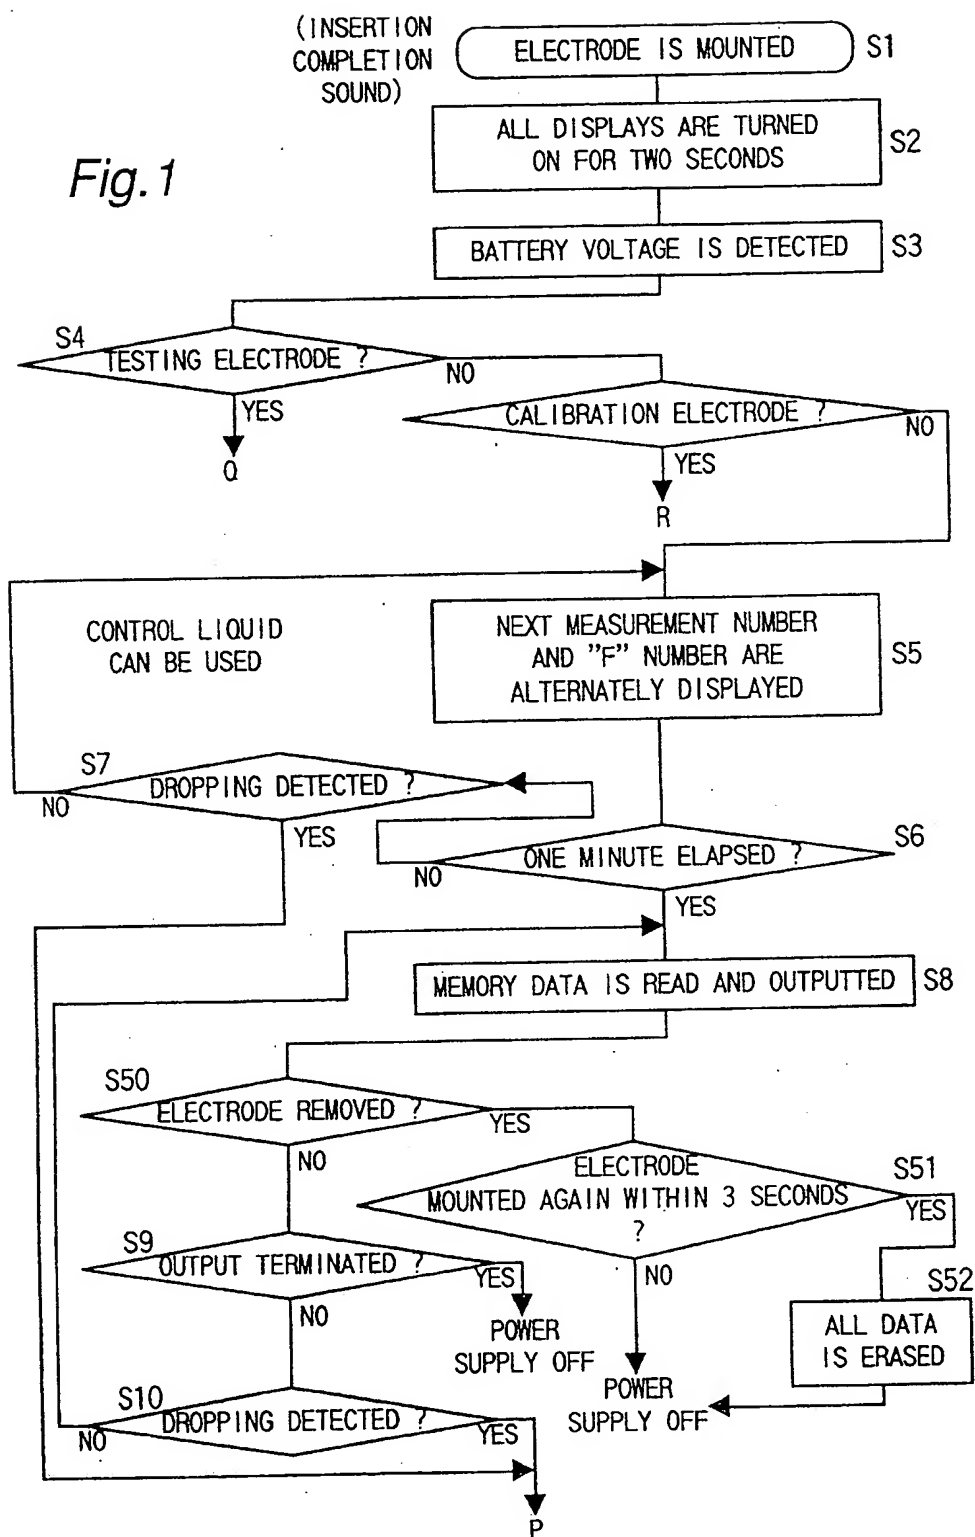 (INSERTION
COMPLETION
SOUND)
ELECTRODE IS MOUNTED
S1
ALL DISPLAYS ARE TURNED
ON FOR TWO SECONDS
S2
Fig.1
BATTERY VOLTAGE IS DETECTED
S3
S4
TESTING ELECTRODE ?
NO
YES
Q
CALIBRATION ELECTRODE ?
NO
YES
R
CONTROL LIQUID
CAN BE USED
NEXT MEASUREMENT NUMBER
AND "F" NUMBER ARE
ALTERNATELY DISPLAYED
S5
S7
DROPPING DETECTED ?
NO
YES
S6
ONE MINUTE ELAPSED ?
NO
YES
MEMORY DATA IS READ AND OUTPUTTED
S8
S50
ELECTRODE REMOVED ?
YES
NO
S51
ELECTRODE
MOUNTED AGAIN WITHIN 3 SECONDS
?
YES
NO
S9
OUTPUT TERMINATED ?
YES
NO
POWER
SUPPLY OFF
S52
ALL DATA
IS ERASED
POWER
SUPPLY OFF
S10
DROPPING DETECTED ?
NO
YES
P